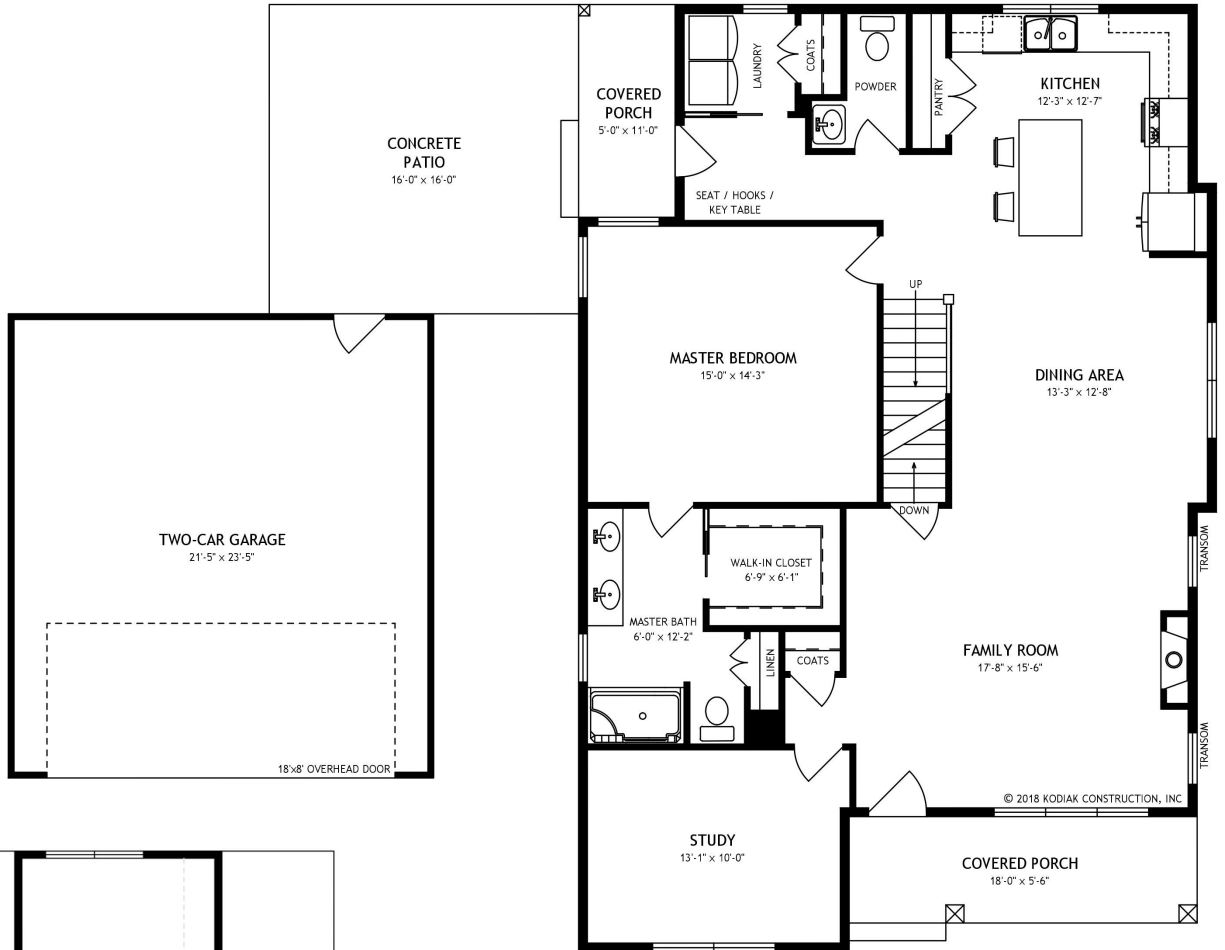 COVERED
PORCH
5'-0" x 11'-0"
LAUNDRY
COATS
POWDER
PANTRY
KITCHEN
12'-3" x 12'-7"
CONCRETE
PATIO
16'-0" x 16'-0"
SEAT / HOOKS /
KEY TABLE
UP
MASTER BEDROOM
15'-0" x 14'-3"
DINING AREA
13'-3" x 12'-8"
DOWN
TWO-CAR GARAGE
21'-5" x 23'-5"
WALK-IN CLOSET
6'-9" x 6'-1"
TRANSOM
MASTER BATH
6'-0" x 12'-2"
LINEN
COATS
FAMILY ROOM
17'-8" x 15'-6"
TRANSOM
18'x8' OVERHEAD DOOR
© 2018 KODIAK CONSTRUCTION, INC
STUDY
13'-1" x 10'-0"
COVERED PORCH
18'-0" x 5'-6"